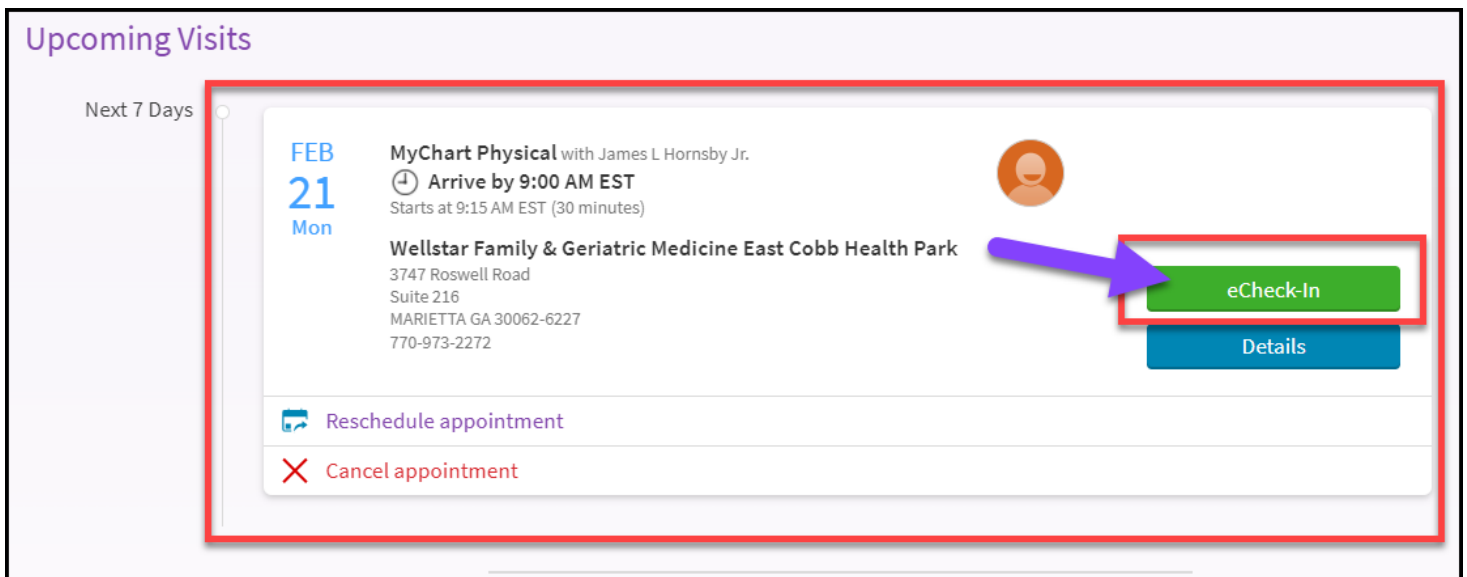 Upcoming Visits
Next 7 Days
FEB
21
Mon
MyChart Physical with James L Hornsby Jr.
Arrive by 9:00 AM EST
Starts at 9:15 AM EST (30 minutes)
Wellstar Family & Geriatric Medicine East Cobb Health Park
3747 Roswell Road
Suite 216
MARIETTA GA 30062-6227
770-973-2272
eCheck-In
Details
Reschedule appointment
Cancel appointment